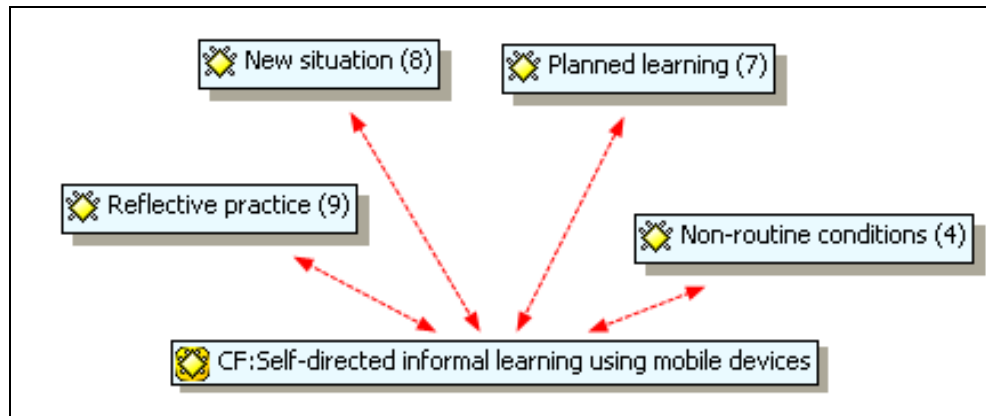 New situation (8)
Planned learning (7)
Reflective practice (9)
Non-routine conditions (4)
CF:Self-directed informal learning using mobile devices